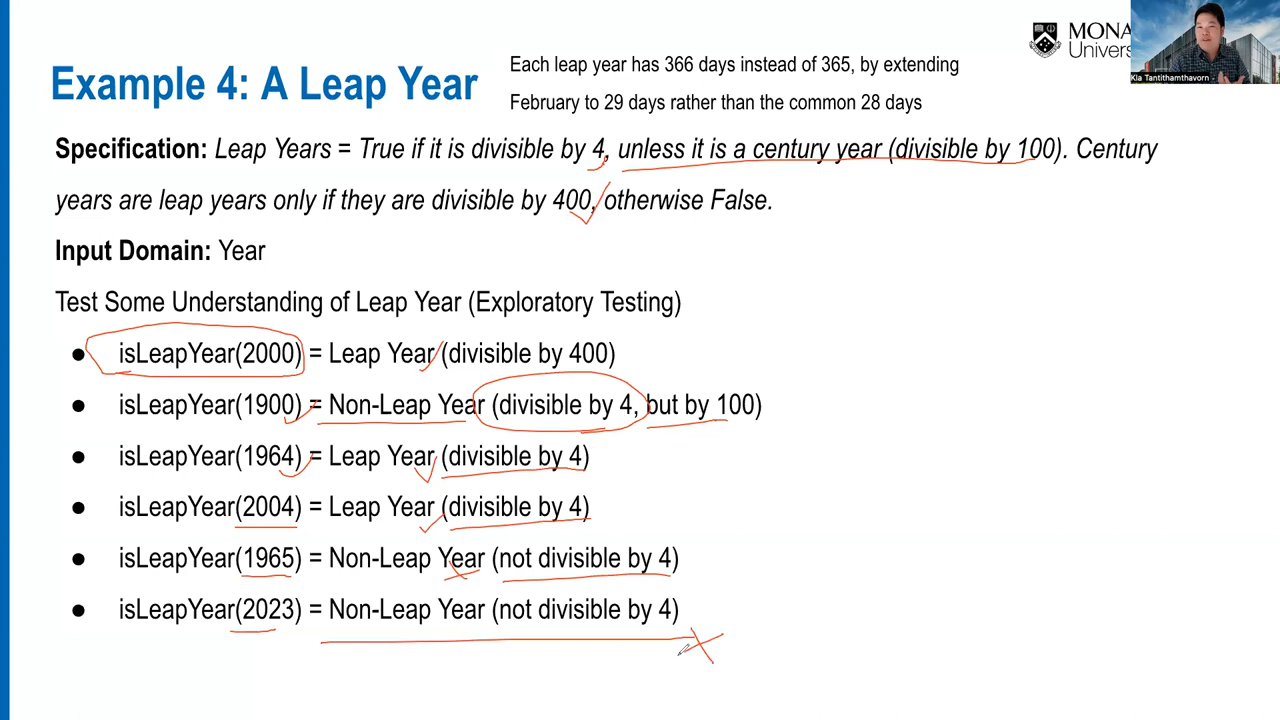 MONA
Univers
Kla Tantithamthavorn
Example 4: A Leap Year
Each leap year has 366 days instead of 365, by extending
February to 29 days rather than the common 28 days
Specification: Leap Years = True if it is divisible by 4, unless it is a century year (divisible by 100). Century
years are leap years only if they are divisible by 400, otherwise False.
Input Domain: Year
Test Some Understanding of Leap Year (Exploratory Testing)
● isLeapYear(2000) = Leap Year (divisible by 400)
● isLeapYear(1900) = Non-Leap Year (divisible by 4, but by 100)
● isLeapYear(1964) = Leap Year (divisible by 4)
● isLeapYear(2004) = Leap Year (divisible by 4)
● isLeapYear(1965) = Non-Leap Year (not divisible by 4)
● isLeapYear(2023) = Non-Leap Year (not divisible by 4)